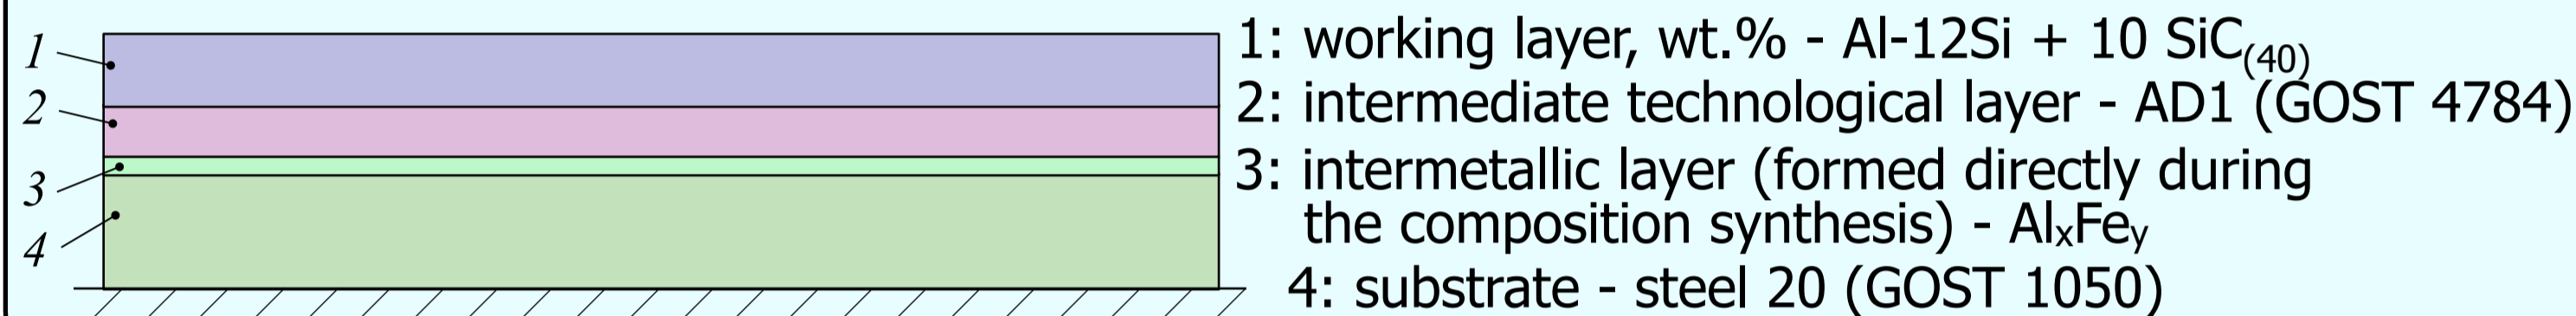 1
2
3
4
1: working layer, wt.% - Al-12Si + 10 SiC(40)
2: intermediate technological layer - AD1 (GOST 4784)
3: intermetallic layer (formed directly during
the composition synthesis) - AlxFey
4: substrate - steel 20 (GOST 1050)